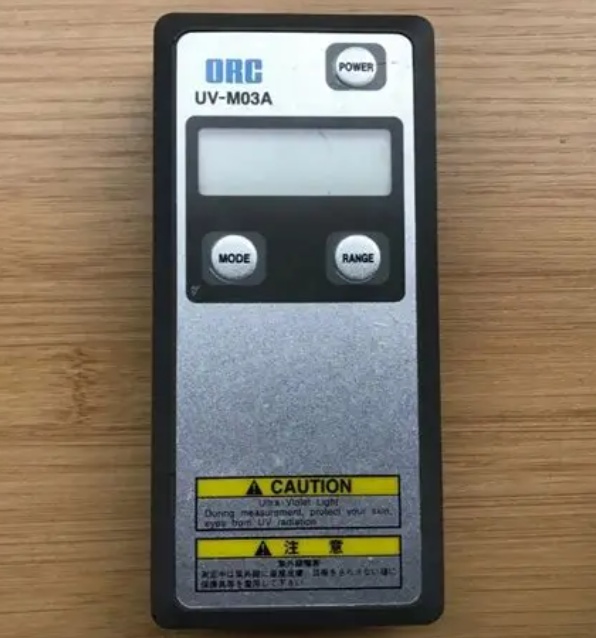 ORC
POWER
UV-M03A
MODE
RANGE
CAUTION
Ultra Violet Light
During measurement, protect your skin,
eyes from UV radiation
注 意